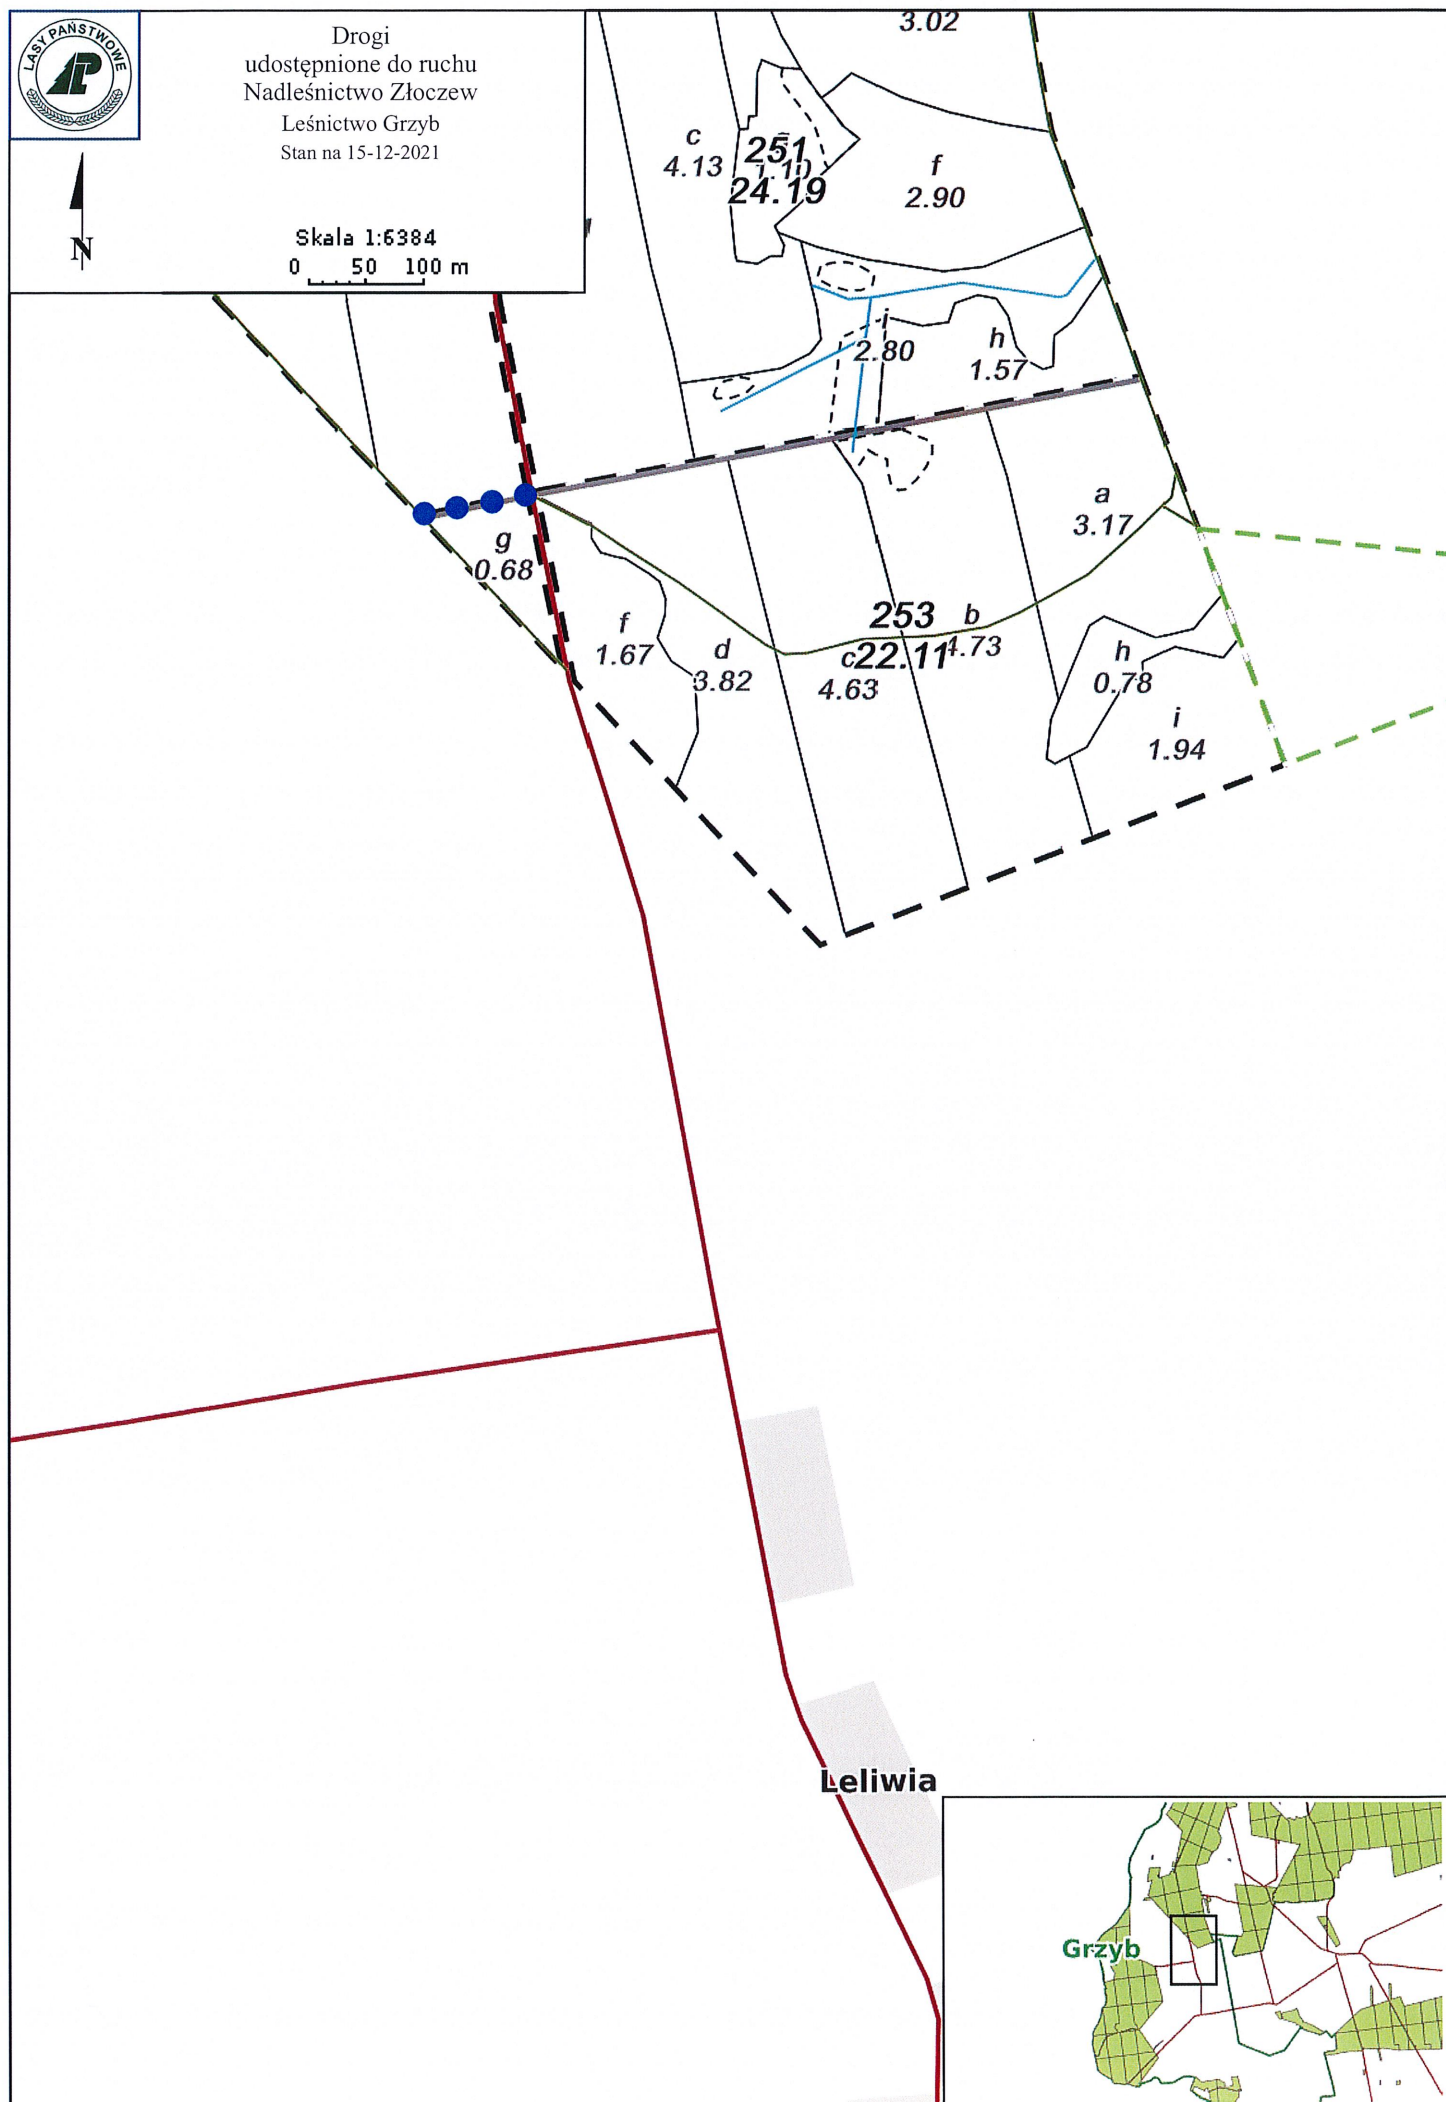 LASY PAŃSTWOWE
Drogi
udostępnione do ruchu
Nadleśnictwo Złoczew
Leśnictwo Grzyb
Stan na 15-12-2021
N
Skala 1:6384
0 50 100 m
3.02
c
4.13
251
1.10
24.19
f
2.90
i
2.80
h
1.57
a
3.17
g
0.68
f
1.67
d
3.82
253
22.11
b
4.73
c
4.63
h
0.78
i
1.94
Leliwia
Grzyb